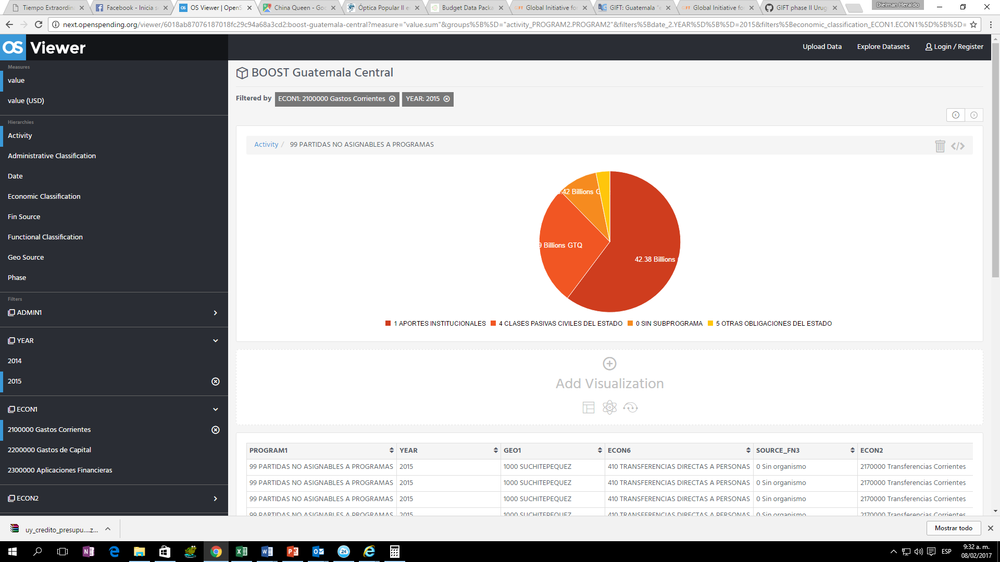 Tiempo Extraordina
Facebook - Inicia s
OS Viewer | OpenS
China Queen - Goo
Óptica Popular II e
Budget Data Packa
Global Initiative fo
GIFT: Guatemala "e
Global Initiative fo
GIFT phase II Urug
Dielman Heraldo
next.openspending.org/viewer/6018ab87076187018fc29c94a68a3cd2:boost-guatemala-central?measure="value.sum"&groups%5B%5D="activity_PROGRAM2.PROGRAM2"&filters%5Bdate_2.YEAR%5D%5B%5D=2015&filters%5Beconomic_classification_ECON1.ECON1%5D%5B%5D=
OS Viewer
Upload Data
Explore Datasets
Login / Register
Measures
value
value (USD)
Hierarchies
Activity
Administrative Classification
Date
Economic Classification
Fin Source
Functional Classification
Geo Source
Phase
Filters
ADMIN1
YEAR
2014
2015
ECON1
2100000 Gastos Corrientes
2200000 Gastos de Capital
2300000 Aplicaciones Financieras
ECON2
BOOST Guatemala Central
Filtered by ECON1: 2100000 Gastos Corrientes YEAR: 2015
Activity / 99 PARTIDAS NO ASIGNABLES A PROGRAMAS
.42 Billions G
9 Billions GTQ
42.38 Billions
1 APORTES INSTITUCIONALES 4 CLASES PASIVAS CIVILES DEL ESTADO 0 SIN SUBPROGRAMA 5 OTRAS OBLIGACIONES DEL ESTADO
Add Visualization
PROGRAM1 YEAR GEO1 ECON6 SOURCE_FN3 ECON2
99 PARTIDAS NO ASIGNABLES A PROGRAMAS 2015 1000 SUCHITEPEQUEZ 410 TRANSFERENCIAS DIRECTAS A PERSONAS 0 Sin organismo 2170000 Transferencias Corrientes
99 PARTIDAS NO ASIGNABLES A PROGRAMAS 2015 1000 SUCHITEPEQUEZ 410 TRANSFERENCIAS DIRECTAS A PERSONAS 0 Sin organismo 2170000 Transferencias Corrientes
99 PARTIDAS NO ASIGNABLES A PROGRAMAS 2015 1000 SUCHITEPEQUEZ 410 TRANSFERENCIAS DIRECTAS A PERSONAS 0 Sin organismo 2170000 Transferencias Corrientes
99 PARTIDAS NO ASIGNABLES A PROGRAMAS 2015 1000 SUCHITEPEQUEZ 410 TRANSFERENCIAS DIRECTAS A PERSONAS 0 Sin organismo 2170000 Transferencias Corrientes
uy_credito_presupu....z...
Mostrar todo
24
ESP
9:32 a. m.
08/02/2017